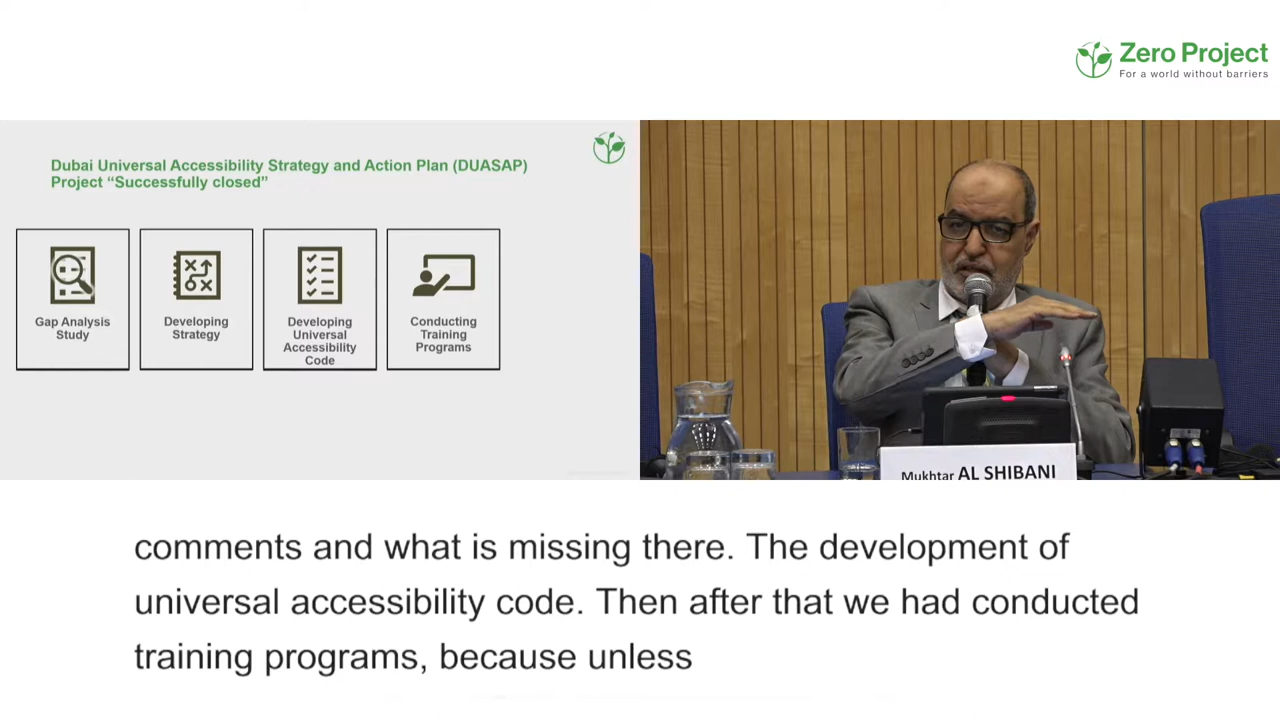 Zero Project
For a world without barriers
Dubai Universal Accessibility Strategy and Action Plan (DUASAP)
Project “Successfully closed”
Gap Analysis
Study
Developing
Strategy
Developing
Universal
Accessibility
Code
Conducting
Training
Programs
Mukhtar AL SHIBANI
comments and what is missing there. The development of
universal accessibility code. Then after that we had conducted
training programs, because unless